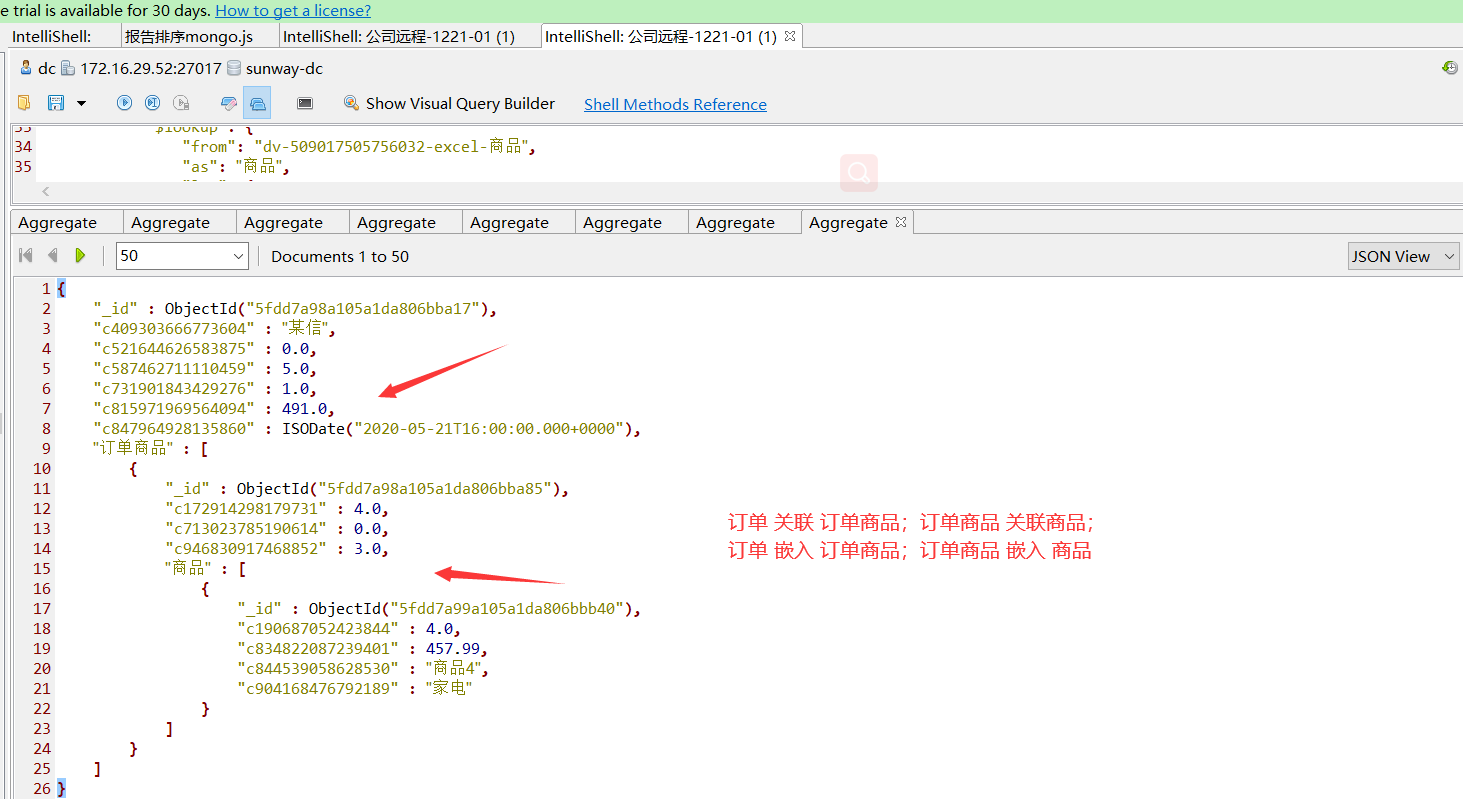 e trial is available for 30 days. How to get a license?
IntelliShell: 报告排序mongo.js IntelliShell: 公司远程-1221-01 (1) IntelliShell: 公司远程-1221-01 (1)
dc 172.16.29.52:27017 sunway-dc
Show Visual Query Builder Shell Methods Reference
33 $lookup : {
34 "from": "dv-509017505756032-excel-商品",
35 "as": "商品",
Aggregate Aggregate Aggregate Aggregate Aggregate Aggregate Aggregate Aggregate
50 Documents 1 to 50 JSON View
1 {
2 "_id" : ObjectId("5fdd7a98a105a1da806bba17"),
3 "c409303666773604" : "某信",
4 "c521644626583875" : 0.0,
5 "c587462711110459" : 5.0,
6 "c731901843429276" : 1.0,
7 "c815971969564094" : 491.0,
8 "c847964928135860" : ISODate("2020-05-21T16:00:00.000+0000"),
9 "订单商品" : [
10 {
11 "_id" : ObjectId("5fdd7a98a105a1da806bba85"),
12 "c172914298179731" : 4.0,
13 "c713023785190614" : 0.0,
14 "c946830917468852" : 3.0,
15 "商品" : [
16 {
17 "_id" : ObjectId("5fdd7a99a105a1da806bbb40"),
18 "c190687052423844" : 4.0,
19 "c834822087239401" : 457.99,
20 "c844539058628530" : "商品4",
21 "c904168476792189" : "家电"
22 }
23 ]
24 }
25 ]
26 }
订单 关联 订单商品；订单商品 关联商品；
订单 嵌入 订单商品；订单商品 嵌入 商品